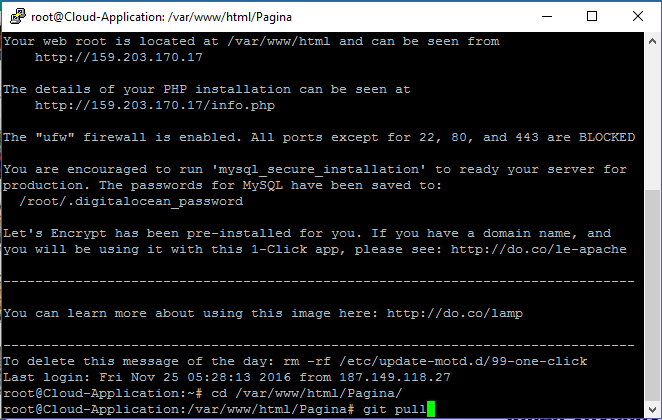 root@Cloud-Application: /var/www/html/Pagina
Your web root is located at /var/www/html and can be seen from
http://159.203.170.17
The details of your PHP installation can be seen at
http://159.203.170.17/info.php
The "ufw" firewall is enabled. All ports except for 22, 80, and 443 are BLOCKED
You are encouraged to run 'mysql_secure_installation' to ready your server for
production. The passwords for MySQL have been saved to:
/root/.digitalocean_password
Let's Encrypt has been pre-installed for you. If you have a domain name, and
you will be using it with this 1-Click app, please see: http://do.co/le-apache
-------------------------------------------------------------------------------
You can learn more about using this image here: http://do.co/lamp
-------------------------------------------------------------------------------
To delete this message of the day: rm -rf /etc/update-motd.d/99-one-click
Last login: Fri Nov 25 05:28:13 2016 from 187.149.118.27
root@Cloud-Application:~# cd /var/www/html/Pagina/
root@Cloud-Application:/var/www/html/Pagina# git pull